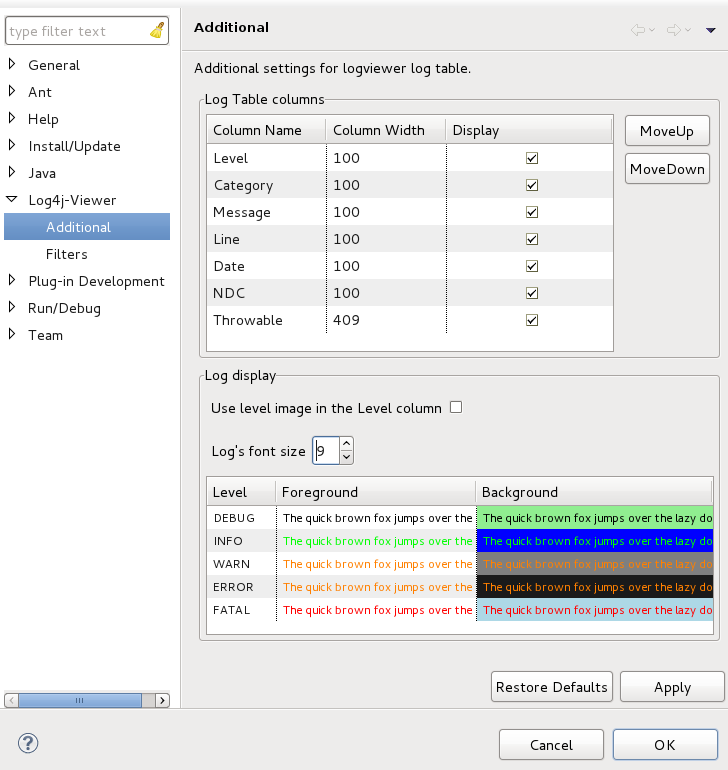 type filter text
General
Ant
Help
Install/Update
Java
Log4j-Viewer
Additional
Filters
Plug-in Development
Run/Debug
Team
Additional
Additional settings for logviewer log table.
Log Table columns
Column Name Column Width Display
Level 100
Category 100
Message 100
Line 100
Date 100
NDC 100
Throwable 409
MoveUp
MoveDown
Log display
Use level image in the Level column
Log's font size 9
Level Foreground Background
DEBUG The quick brown fox jumps over the The quick brown fox jumps over the lazy do
INFO The quick brown fox jumps over the The quick brown fox jumps over the lazy do
WARN The quick brown fox jumps over the The quick brown fox jumps over the lazy do
ERROR The quick brown fox jumps over the The quick brown fox jumps over the lazy do
FATAL The quick brown fox jumps over the The quick brown fox jumps over the lazy do
Restore Defaults Apply
? Cancel OK